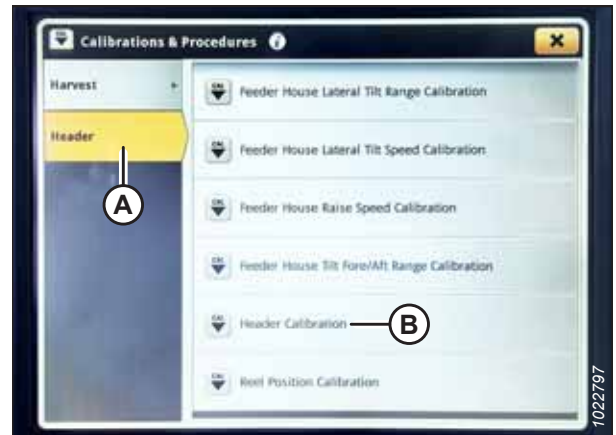 Calibrations & Procedures
Harvest
Header
Feeder House Lateral Tilt Range Calibration
Feeder House Lateral Tilt Speed Calibration
Feeder House Raise Speed Calibration
Feeder House Tilt Fore/Aft Range Calibration
Header Calibration
Reel Position Calibration
A
B
1022797